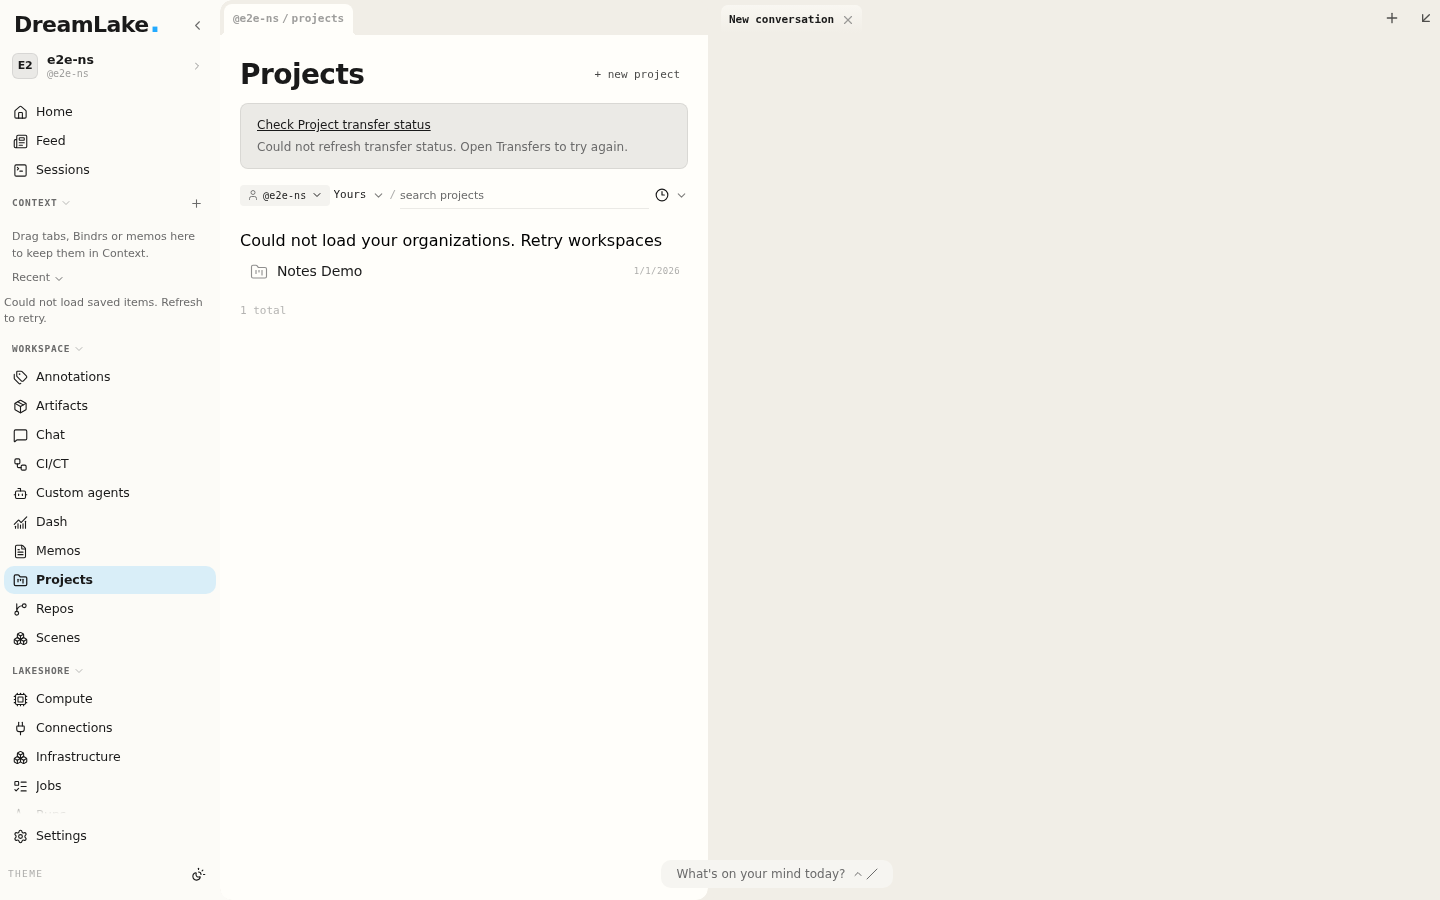 DreamLake.
E2
e2e-ns
@e2e-ns
Home
Feed
Sessions
CONTEXT
Drag tabs, Bindrs or memos here
to keep them in Context.
Recent
Could not load saved items. Refresh
to retry.
WORKSPACE
Annotations
Artifacts
Chat
CI/CT
Custom agents
Dash
Memos
Projects
Repos
Scenes
LAKESHORE
Compute
Connections
Infrastructure
Jobs
Settings
THEME
@e2e-ns / projects
Projects
+ new project
Check Project transfer status
Could not refresh transfer status. Open Transfers to try again.
@e2e-ns Yours / search projects
Could not load your organizations. Retry workspaces
Notes Demo 1/1/2026
1 total
New conversation
What's on your mind today?